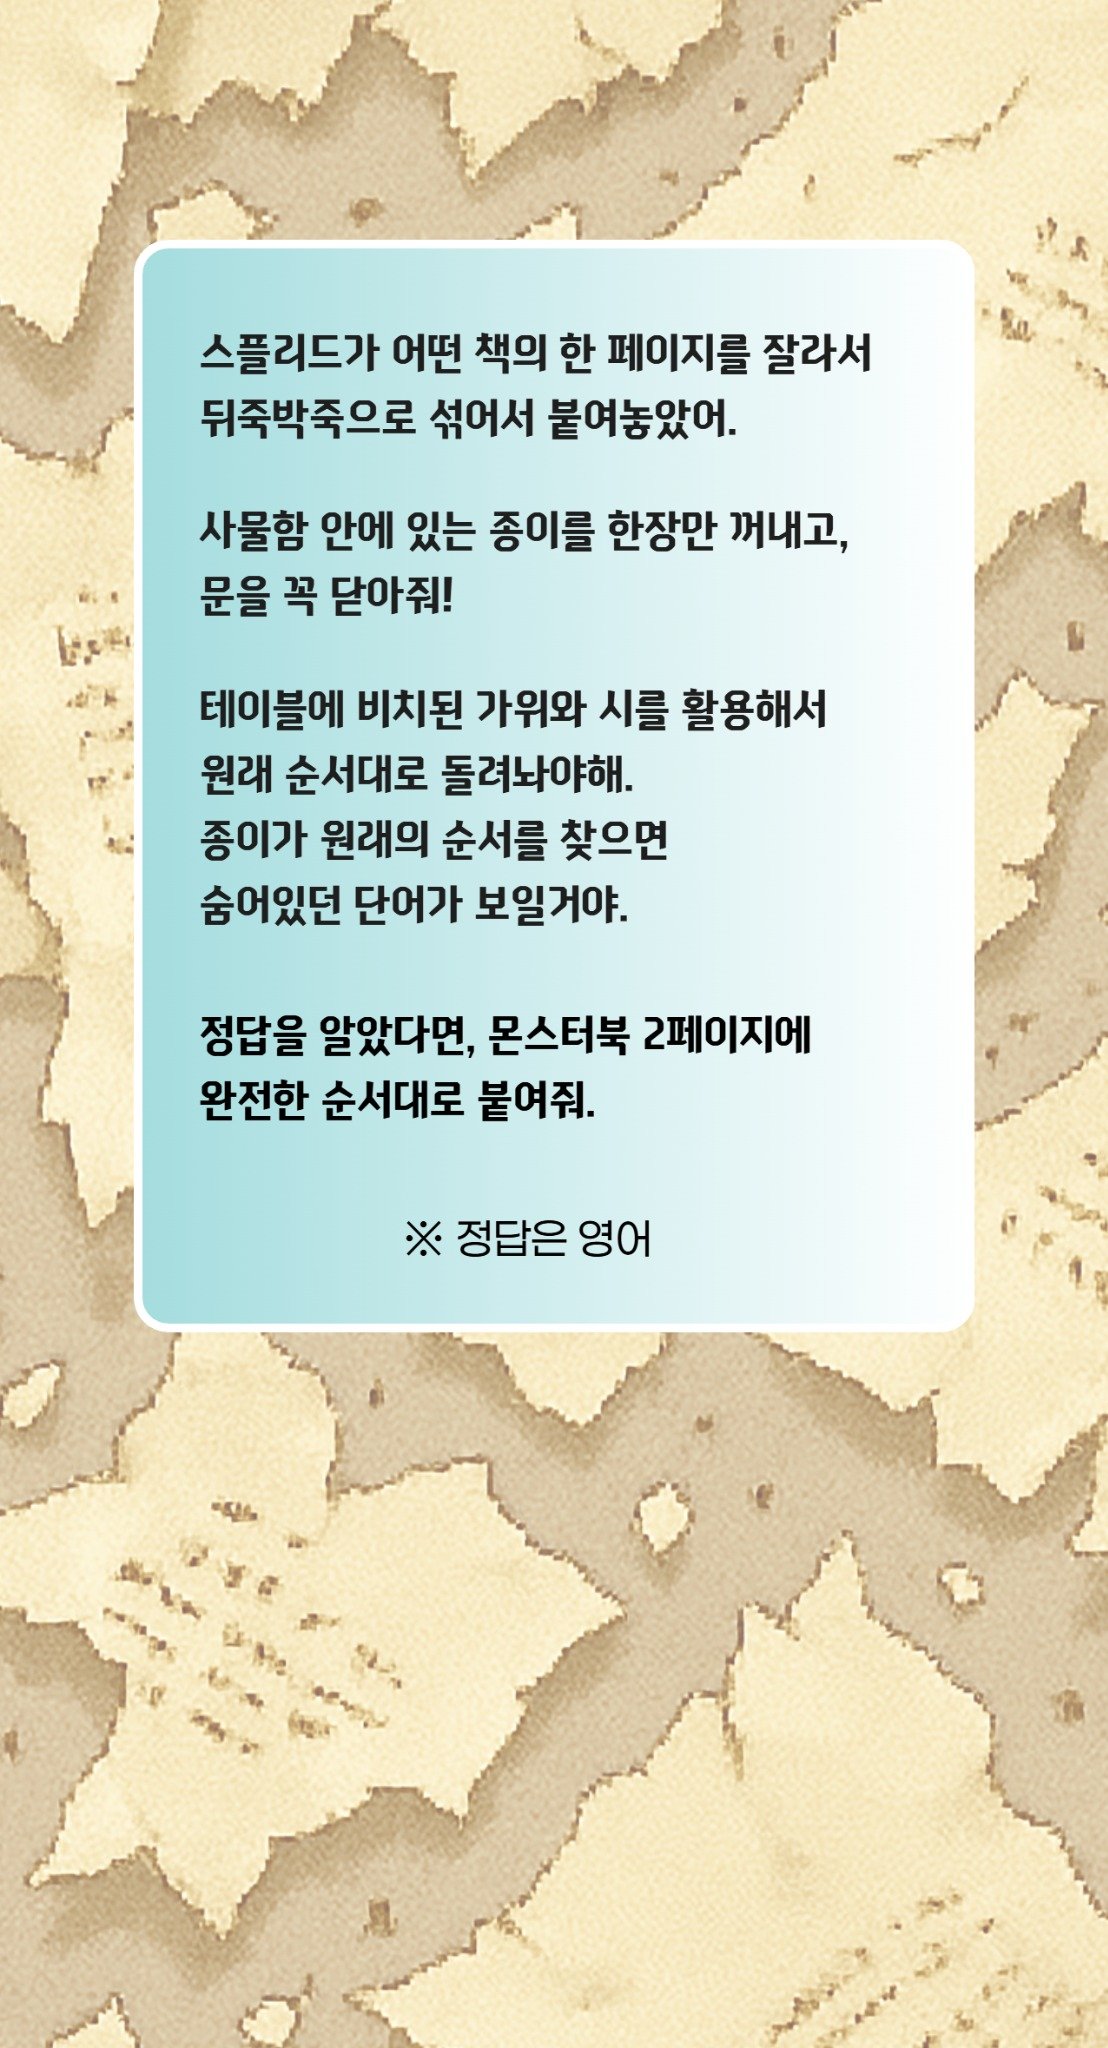 스플리드가 어떤 책의 한 페이지를 잘라서
뒤죽박죽으로 섞어서 붙여놓았어.
사물함 안에 있는 종이를 한장만 꺼내고,
문을 꼭 닫아줘!
테이블에 비치된 가위와 시를 활용해서
원래 순서대로 돌려놔야해.
종이가 원래의 순서를 찾으면
숨어있던 단어가 보일거야.
정답을 알았다면, 몬스터북 2페이지에
완전한 순서대로 붙여줘.
※ 정답은 영어